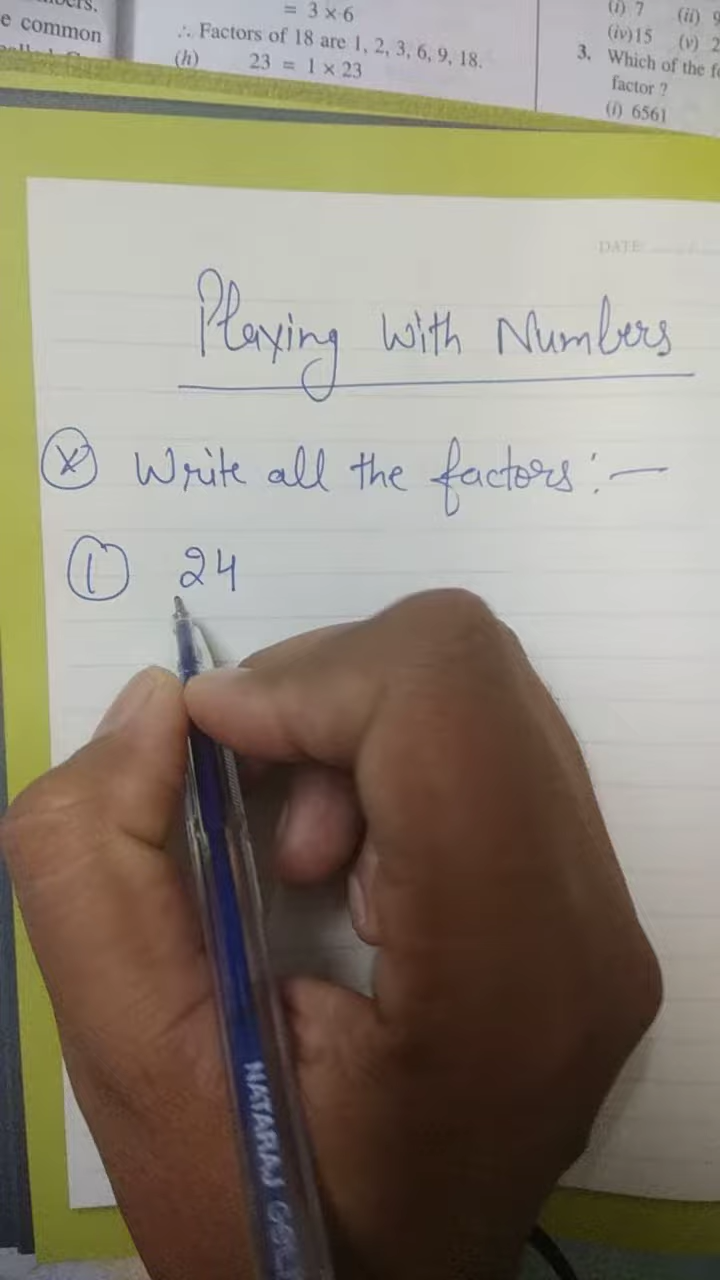 = 3 × 6
e common
∴ Factors of 18 are 1, 2, 3, 6, 9, 18.
(h) 23 = 1 × 23
(i) 7 (ii) 9
(iv) 15 (v) 2
3. Which of the f
factor ?
(i) 6561
DATE
Playing With Numbers
Write all the factors :—
① 24
NATARAJ